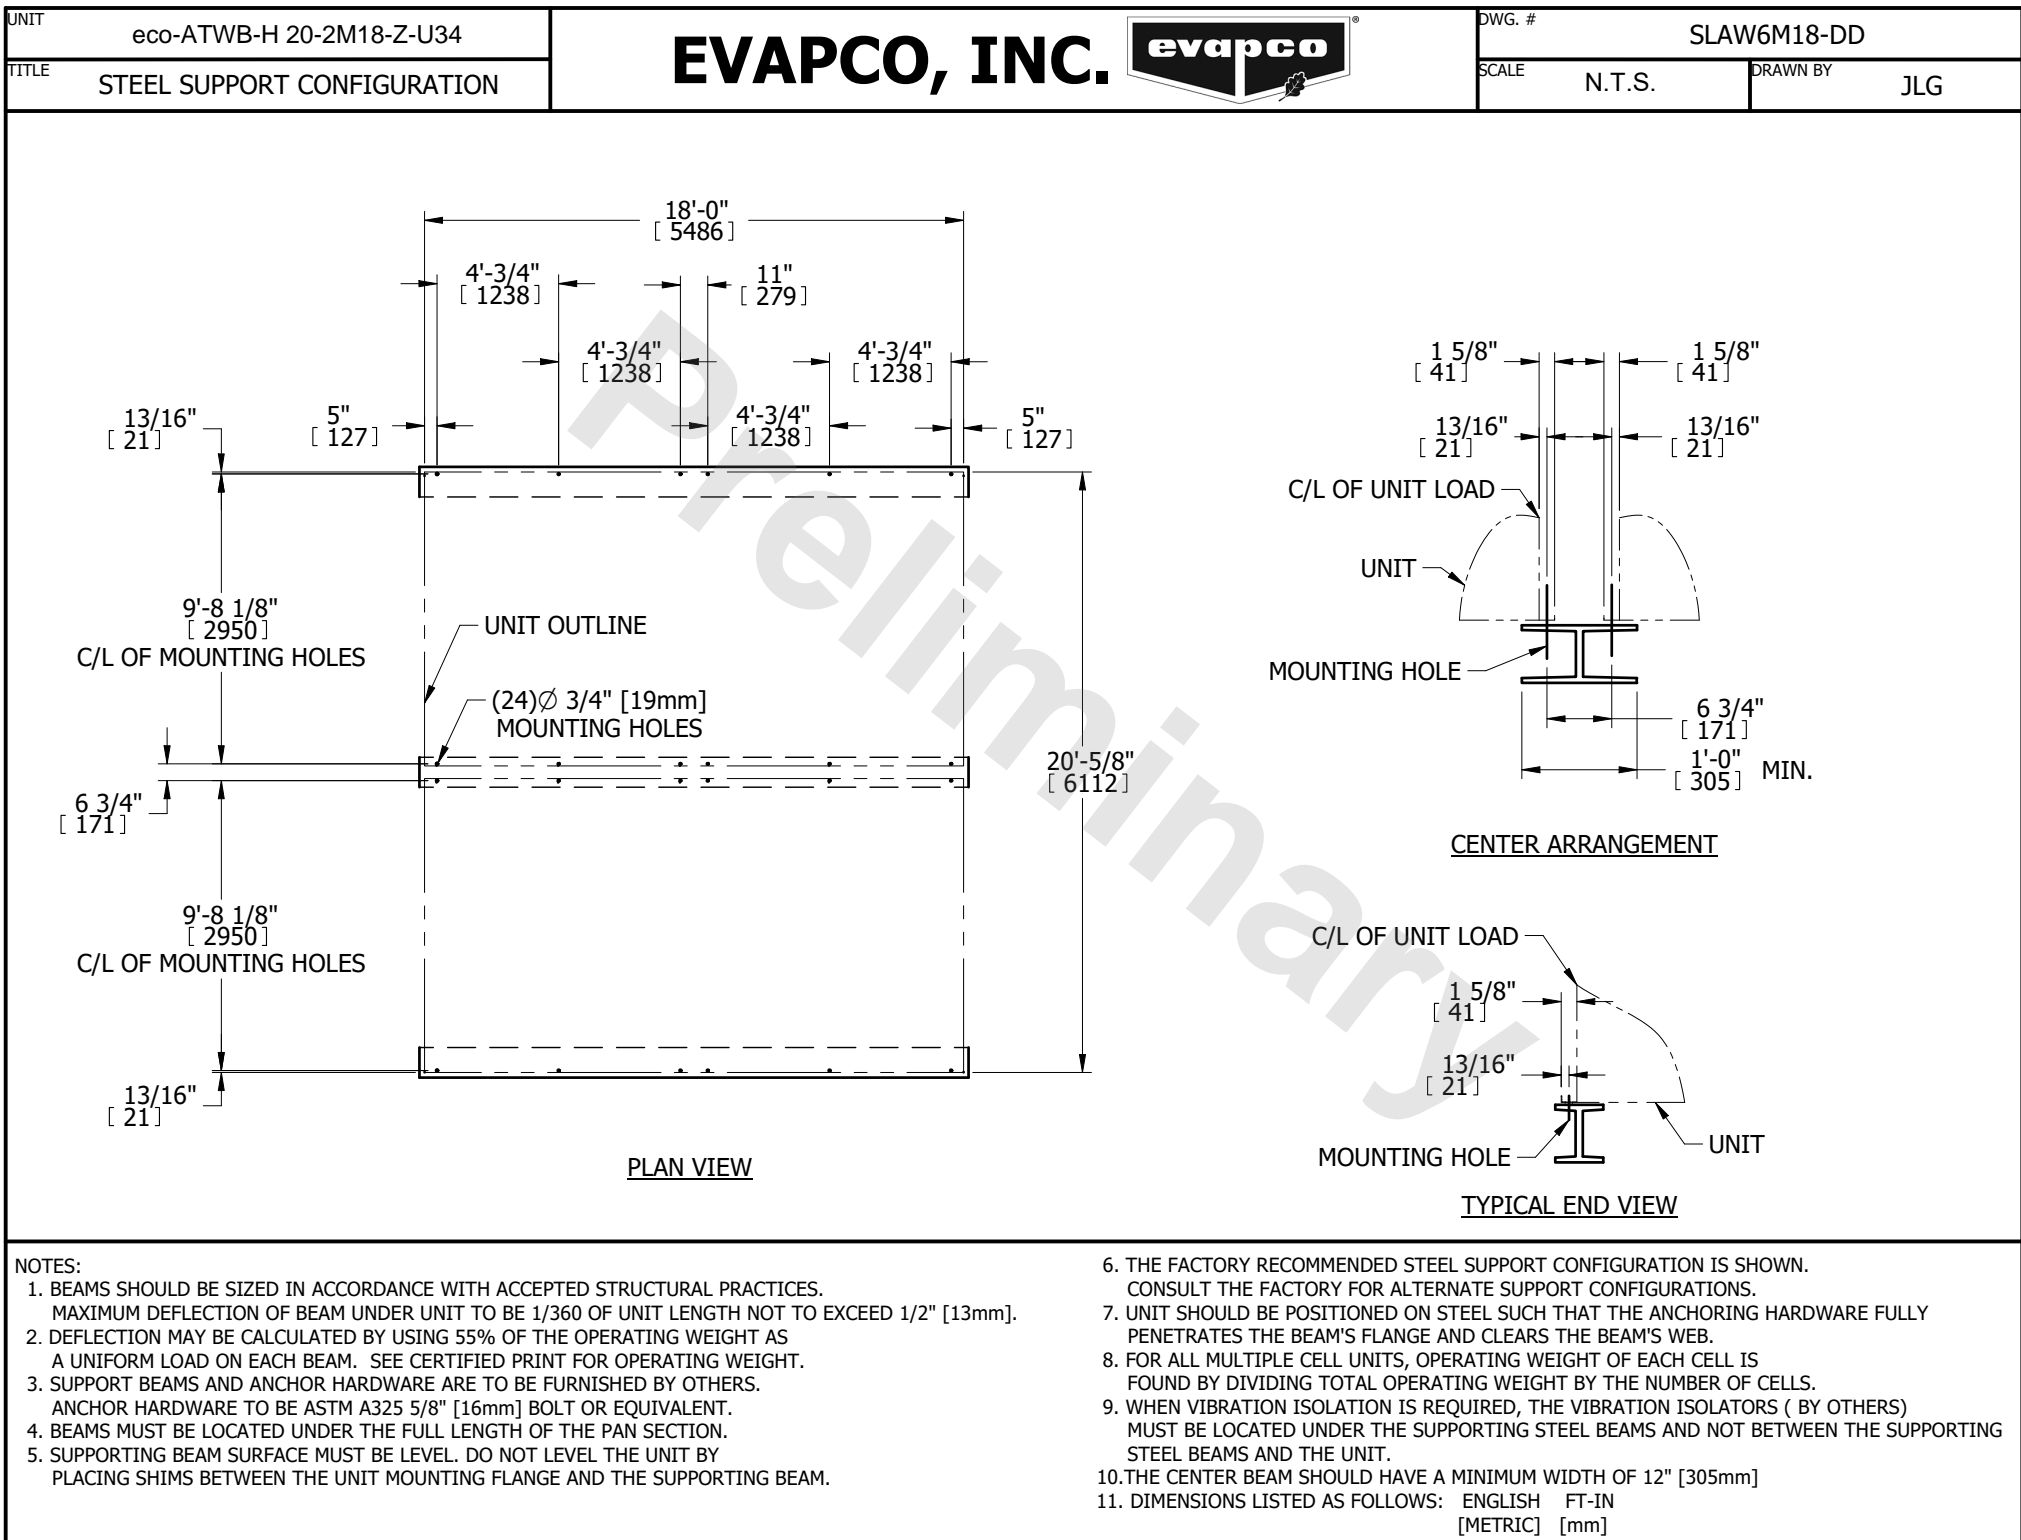 UNIT
eco-ATWB-H 20-2M18-Z-U34
TITLE
STEEL SUPPORT CONFIGURATION
EVAPCO, INC.
evapco®
DWG. #
SLAW6M18-DD
SCALE
N.T.S.
DRAWN BY
JLG
18'-0"
[ 5486 ]
4'-3/4"
[ 1238 ]
11"
[ 279 ]
4'-3/4"
[ 1238 ]
4'-3/4"
[ 1238 ]
13/16"
[ 21 ]
5"
[ 127 ]
4'-3/4"
[ 1238 ]
5"
[ 127 ]
9'-8 1/8"
[ 2950 ]
C/L OF MOUNTING HOLES
UNIT OUTLINE
(24)∅ 3/4" [19mm]
MOUNTING HOLES
6 3/4"
[ 171 ]
20'-5/8"
[ 6112 ]
9'-8 1/8"
[ 2950 ]
C/L OF MOUNTING HOLES
13/16"
[ 21 ]
PLAN VIEW
Preliminary
1 5/8"
[ 41 ]
1 5/8"
[ 41 ]
13/16"
[ 21 ]
13/16"
[ 21 ]
C/L OF UNIT LOAD
UNIT
MOUNTING HOLE
6 3/4"
[ 171 ]
1'-0"
[ 305 ] MIN.
CENTER ARRANGEMENT
C/L OF UNIT LOAD
1 5/8"
[ 41 ]
13/16"
[ 21 ]
MOUNTING HOLE
UNIT
TYPICAL END VIEW
NOTES:
1. BEAMS SHOULD BE SIZED IN ACCORDANCE WITH ACCEPTED STRUCTURAL PRACTICES.
MAXIMUM DEFLECTION OF BEAM UNDER UNIT TO BE 1/360 OF UNIT LENGTH NOT TO EXCEED 1/2" [13mm].
2. DEFLECTION MAY BE CALCULATED BY USING 55% OF THE OPERATING WEIGHT AS
A UNIFORM LOAD ON EACH BEAM. SEE CERTIFIED PRINT FOR OPERATING WEIGHT.
3. SUPPORT BEAMS AND ANCHOR HARDWARE ARE TO BE FURNISHED BY OTHERS.
ANCHOR HARDWARE TO BE ASTM A325 5/8" [16mm] BOLT OR EQUIVALENT.
4. BEAMS MUST BE LOCATED UNDER THE FULL LENGTH OF THE PAN SECTION.
5. SUPPORTING BEAM SURFACE MUST BE LEVEL. DO NOT LEVEL THE UNIT BY
PLACING SHIMS BETWEEN THE UNIT MOUNTING FLANGE AND THE SUPPORTING BEAM.
6. THE FACTORY RECOMMENDED STEEL SUPPORT CONFIGURATION IS SHOWN.
CONSULT THE FACTORY FOR ALTERNATE SUPPORT CONFIGURATIONS.
7. UNIT SHOULD BE POSITIONED ON STEEL SUCH THAT THE ANCHORING HARDWARE FULLY
PENETRATES THE BEAM'S FLANGE AND CLEARS THE BEAM'S WEB.
8. FOR ALL MULTIPLE CELL UNITS, OPERATING WEIGHT OF EACH CELL IS
FOUND BY DIVIDING TOTAL OPERATING WEIGHT BY THE NUMBER OF CELLS.
9. WHEN VIBRATION ISOLATION IS REQUIRED, THE VIBRATION ISOLATORS ( BY OTHERS)
MUST BE LOCATED UNDER THE SUPPORTING STEEL BEAMS AND NOT BETWEEN THE SUPPORTING
STEEL BEAMS AND THE UNIT.
10.THE CENTER BEAM SHOULD HAVE A MINIMUM WIDTH OF 12" [305mm]
11. DIMENSIONS LISTED AS FOLLOWS: ENGLISH FT-IN
[METRIC] [mm]